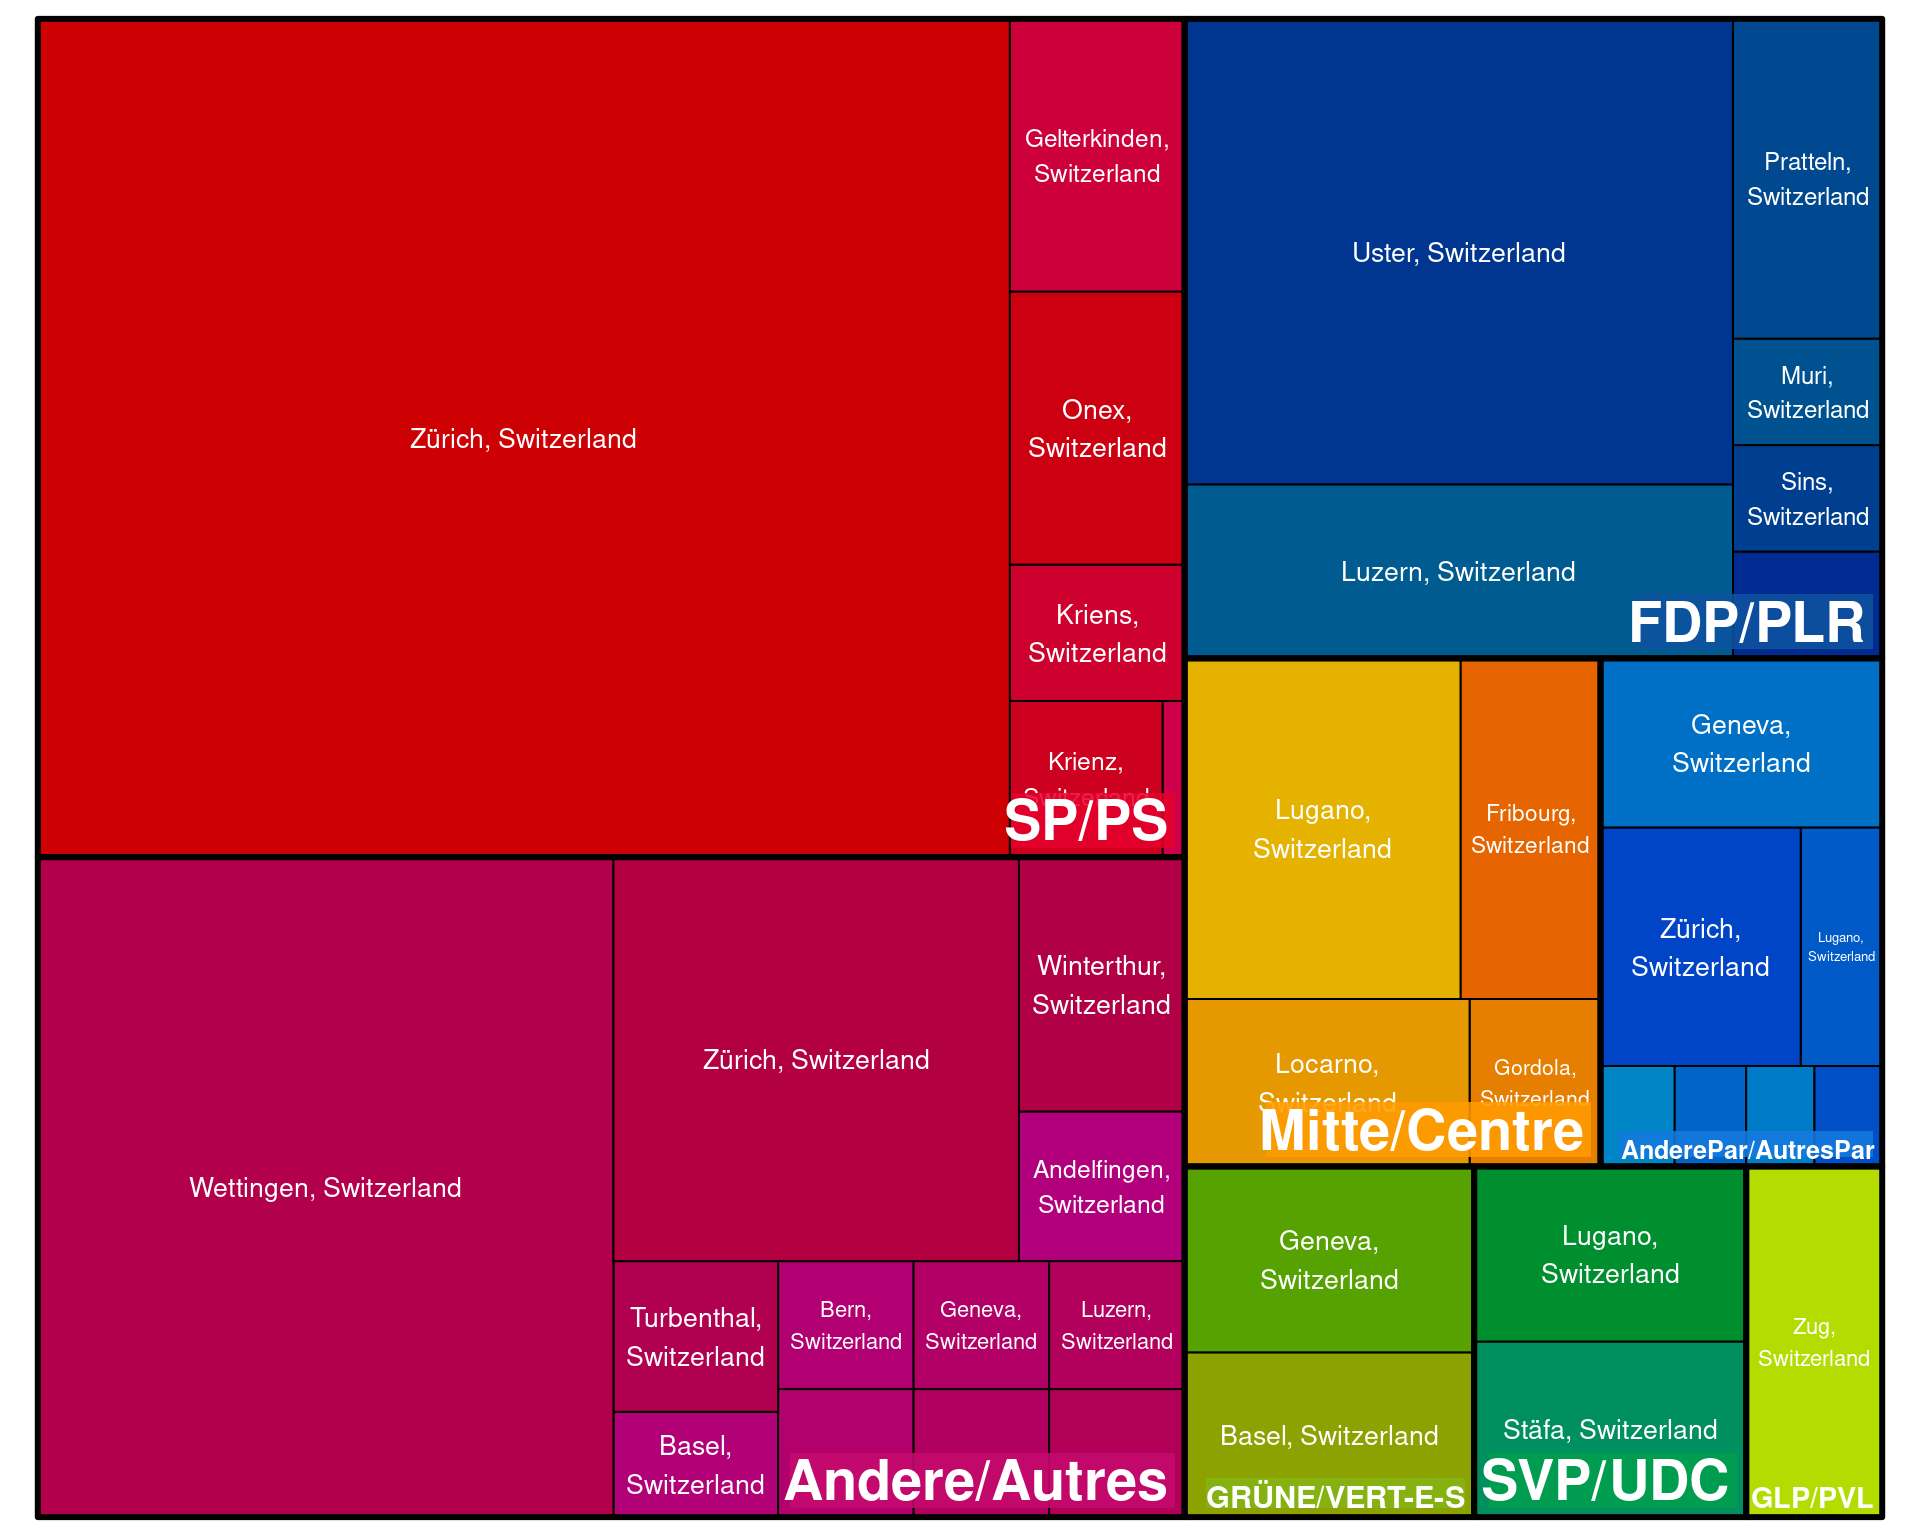 Zürich, Switzerland
Gelterkinden,
Switzerland
Onex,
Switzerland
Kriens,
Switzerland
Krienz,
Switzerland
SP/PS
Wettingen, Switzerland
Zürich, Switzerland
Winterthur,
Switzerland
Andelfingen,
Switzerland
Turbenthal,
Switzerland
Basel,
Switzerland
Bern,
Switzerland
Geneva,
Switzerland
Luzern,
Switzerland
Andere/Autres
Uster, Switzerland
Luzern, Switzerland
Pratteln,
Switzerland
Muri,
Switzerland
Sins,
Switzerland
FDP/PLR
Lugano,
Switzerland
Fribourg,
Switzerland
Locarno,
Switzerland
Gordola,
Switzerland
Mitte/Centre
Geneva,
Switzerland
Zürich,
Switzerland
Lugano,
Switzerland
AnderePar/AutresPar
Geneva,
Switzerland
Basel, Switzerland
GRÜNE/VERT-E-S
Lugano,
Switzerland
Stäfa, Switzerland
SVP/UDC
Zug,
Switzerland
GLP/PVL